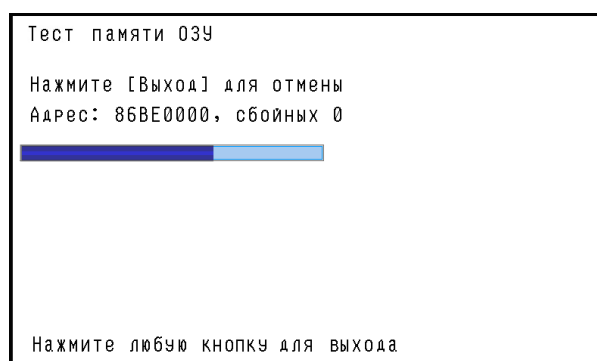 Тест памяти ОЗУ
Нажмите [Выход] для отмены
Адрес: 86BE0000, сбойных 0
Нажмите любую кнопку для выхода